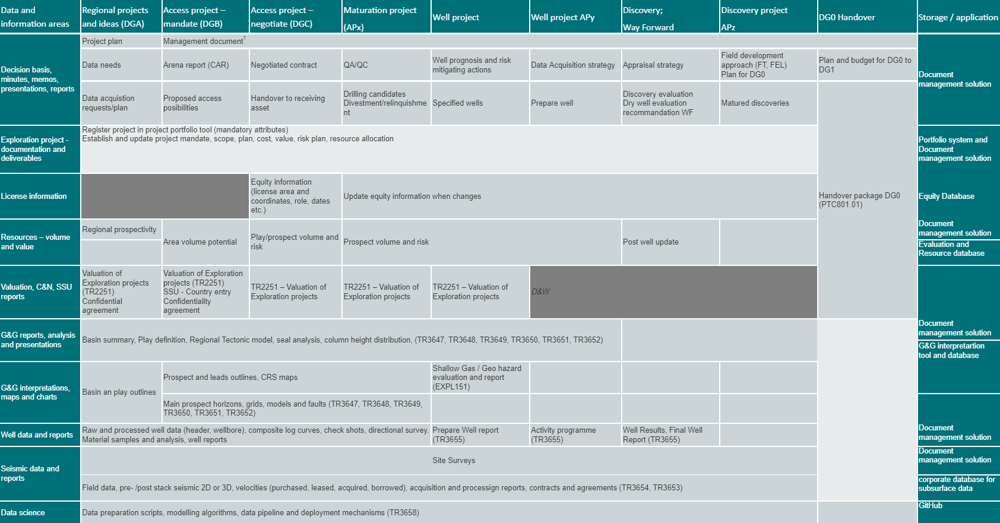 Data and
information areas
Regional projects
and ideas (DGA)
Access project –
mandate (DGB)
Access project –
negotiate (DGC)
Maturation project
(APx)
Well project
Well project APy
Discovery;
Way Forward
Discovery project
APz
DG0 Handover
Storage / application
Decision basis,
minutes, memos,
presentations, reports
Project plan
Management document1
Data needs
Arena report (CAR)
Negotiated contract
QA/QC
Well prognosis and risk
mitigating actions
Data Acquisition strategy
Appraisal strategy
Field development
approach (FT, FEL)
Plan for DG0
Plan and budget for DG0 to
DG1
Document
management solution
Data acquistion
requests/plan
Proposed access
posibilities
Handover to receiving
asset
Drilling candidates
Divestment/relinquishme
nt
Specified wells
Prepare well
Discovery evaluation
Dry well evaluation
recommandation WF
Matured discoveries
Handover package DG0
(PTC801.01)
Exploration project -
documentation and
deliverables
Register project in project portfolio tool (mandatory attributes)
Establish and update project mandate, scope, plan, cost, value, risk plan, resource allocation
Portfolio system and
Document
management solution
License information
Equity information
(license area and
coordinates, role, dates
etc.)
Update equity information when changes
Equity Database
Resources – volume
and value
Regional prospectivity
Area volume potential
Play/prospect volume and
risk
Prospect volume and risk
Post well update
Document
management solution
Evaluation and
Resource database
Valuation, C&N, SSU
reports
Valuation of
Exploration projects
(TR2251)
Confidential
agreement
Valuation of Exploration
projects (TR2251)
SSU - Country entry
Confidentiality
agreement
TR2251 – Valuation of
Exploration projects
TR2251 – Valuation of
Exploration projects
TR2251 – Valuation of
Exploration projects
D&W
Document
management solution
G&G reports, analysis
and presentations
Basin summary, Play definition, Regional Tectonic model, seal analysis, column height distribution, (TR3647, TR3648, TR3649, TR3650, TR3651, TR3652)
G&G interpretartion
tool and database
G&G interpretations,
maps and charts
Basin an play outlines
Prospect and leads outlines, CRS maps
Shallow Gas / Geo hazard
evaluation and report
(EXPL151)
Main prospect horizons, grids, models and faults (TR3647, TR3648, TR3649,
TR3650, TR3651, TR3652)
Well data and reports
Raw and processed well data (header, wellbore), composite log curves, check shots, directional survey.
Material samples and analysis, well reports
Prepare Well report
(TR3655)
Activity programme
(TR3655)
Well Results, Final Well
Report (TR3655)
Document
management solution
Seismic data and
reports
Site Surveys
Document
management solution
Field data, pre- /post stack seismic 2D or 3D, velocities (purchased, leased, acquired, borrowed), acquisition and processign reports, contracts and agreements (TR3654, TR3653)
corporate database for
subsurface data
Data science
Data preparation scripts, modelling algorithms, data pipeline and deployment mechanisms (TR3658)
GitHub